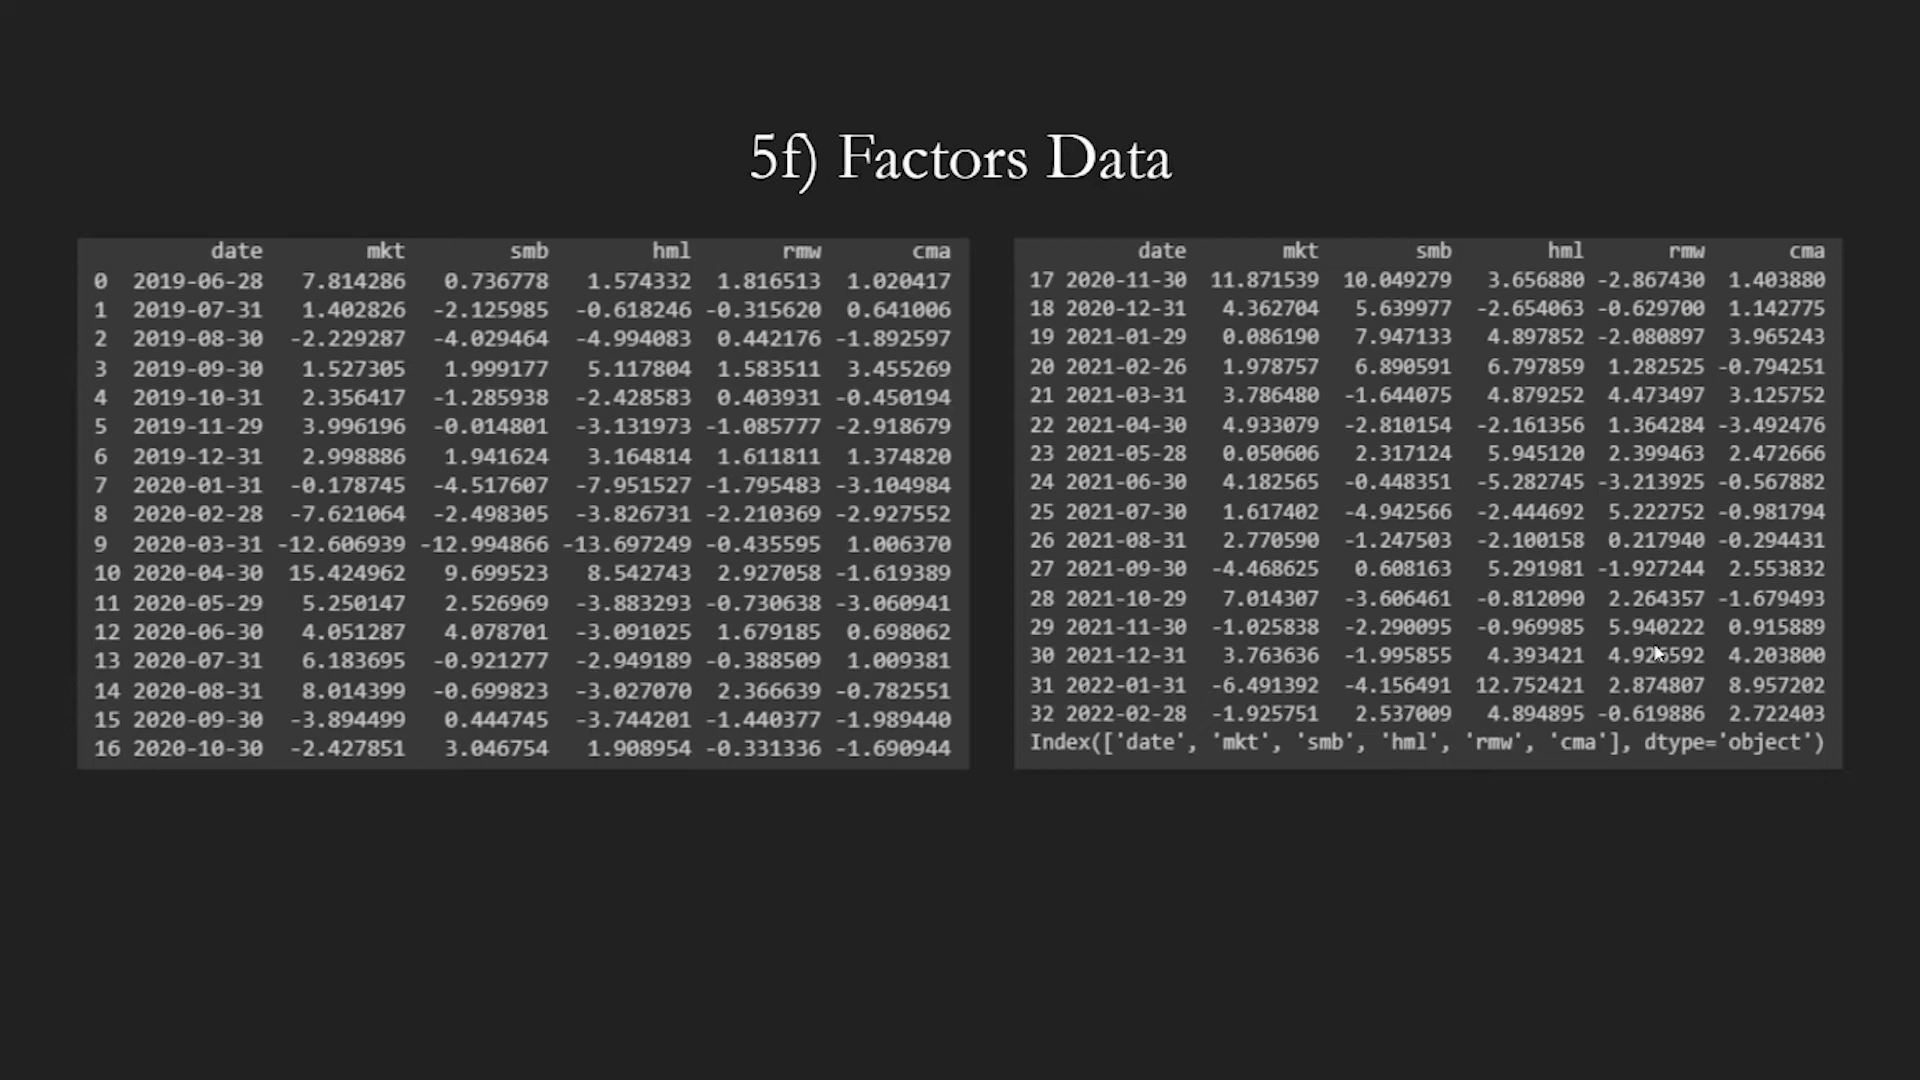 5f) Factors Data
date mkt smb hml rmw cma
0 2019-06-28 7.814286 0.736778 1.574332 1.816513 1.020417
1 2019-07-31 1.402826 -2.125985 -0.618246 -0.315620 0.641006
2 2019-08-30 -2.229287 -4.029464 -4.994083 0.442176 -1.892597
3 2019-09-30 1.527305 1.999177 5.117804 1.583511 3.455269
4 2019-10-31 2.356417 -1.285938 -2.428583 0.403931 -0.450194
5 2019-11-29 3.996196 -0.014801 -3.131973 -1.085777 -2.918679
6 2019-12-31 2.998886 1.941624 3.164814 1.611811 1.374820
7 2020-01-31 -0.178745 -4.517607 -7.951527 -1.795483 -3.104984
8 2020-02-28 -7.621064 -2.498305 -3.826731 -2.210369 -2.927552
9 2020-03-31 -12.606939 -12.994866 -13.697249 -0.435595 1.006370
10 2020-04-30 15.424962 9.699523 8.542743 2.927058 -1.619389
11 2020-05-29 5.250147 2.526969 -3.883293 -0.730638 -3.060941
12 2020-06-30 4.051287 4.078701 -3.091025 1.679185 0.698062
13 2020-07-31 6.183695 -0.921277 -2.949189 -0.388509 1.009381
14 2020-08-31 8.014399 -0.699823 -3.027070 2.366639 -0.782551
15 2020-09-30 -3.894499 0.444745 -3.744201 -1.440377 -1.989440
16 2020-10-30 -2.427851 3.046754 1.908954 -0.331336 -1.690944
date mkt smb hml rmw cma
17 2020-11-30 11.871539 10.049279 3.656880 -2.867430 1.403880
18 2020-12-31 4.362704 5.639977 -2.654063 -0.629700 1.142775
19 2021-01-29 0.086190 7.947133 4.897852 -2.080897 3.965243
20 2021-02-26 1.978757 6.890591 6.797859 1.282525 -0.794251
21 2021-03-31 3.786480 -1.644075 4.879252 4.473497 3.125752
22 2021-04-30 4.933079 -2.810154 -2.161356 1.364284 -3.492476
23 2021-05-28 0.050606 2.317124 5.945120 2.399463 2.472666
24 2021-06-30 4.182565 -0.448351 -5.282745 -3.213925 -0.567882
25 2021-07-30 1.617402 -4.942566 -2.444692 5.222752 -0.981794
26 2021-08-31 2.770590 -1.247503 -2.100158 0.217940 -0.294431
27 2021-09-30 -4.468625 0.608163 5.291981 -1.927244 2.553832
28 2021-10-29 7.014307 -3.606461 -0.812090 2.264357 -1.679493
29 2021-11-30 -1.025838 -2.290095 -0.969985 5.940222 0.915889
30 2021-12-31 3.763636 -1.995855 4.393421 4.203800
31 2022-01-31 -6.491392 -4.156491 12.752421 2.874807 8.957202
32 2022-02-28 -1.925751 2.537009 4.894895 -0.619886 2.722403
Index(['date', 'mkt', 'smb', 'hml', 'rmw', 'cma'], dtype='object')